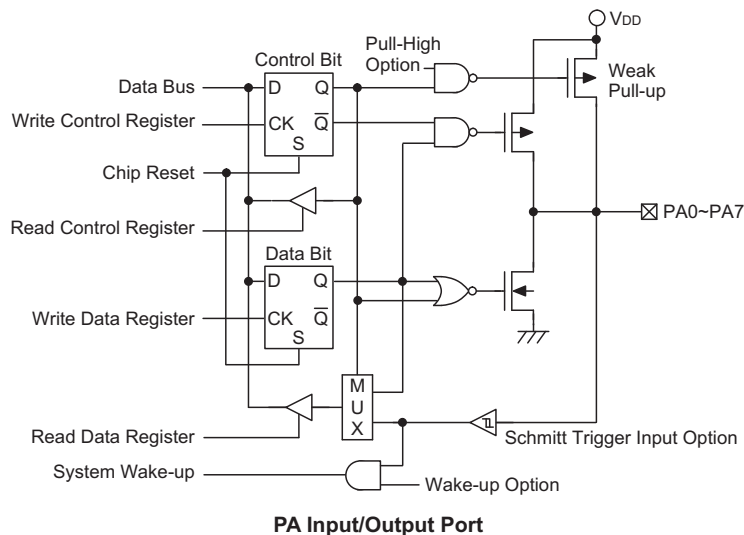 VDD
Control Bit
Pull-High
Option
Weak
Pull-up
Data Bus
D
Q
Write Control Register
CK
Q
S
Chip Reset
Read Control Register
PA0~PA7
Data Bit
D
Q
Write Data Register
CK
Q
S
M
U
X
Read Data Register
Schmitt Trigger Input Option
System Wake-up
Wake-up Option
PA Input/Output Port